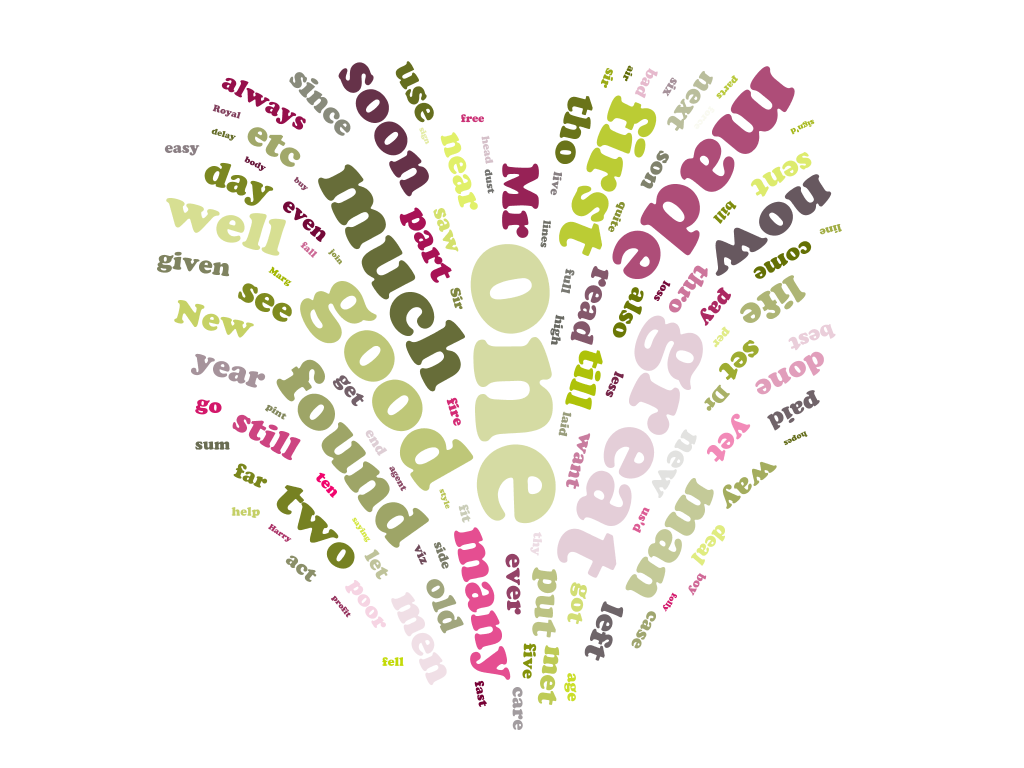 one
great
good
much
made
found
first
many
man
now
soon
Mr
well
two
men
life
day
see
New
year
still
part
near
use
since
always
etc
even
given
easy
Royal
delay
body
buy
fall
join
Marg
free
head
dust
sign
saw
Sir
tho
live
lines
full
high
sir
air
bad
six
next
parts
son
quite
bill
sign'd
sent
line
come
loss
thro
pay
also
read
till
less
laid
want
per
set
Dr
best
done
paid
hopes
yet
new
way
us'd
deal
boy
folly
case
left
got
put
thy
met
five
age
care
fast
ever
fit
style
agent
end
get
fire
pint
go
sum
far
ten
saying
help
Harry
act
let
viz
side
old
poor
profit
fell